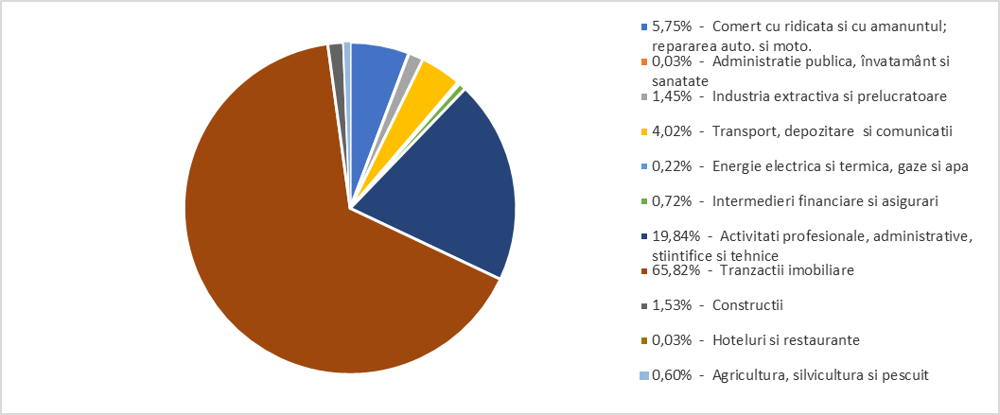 5,75%  -  Comert cu ridicata si cu amanuntul;
repararea auto. si moto.
0,03%  -  Administratie publica, învatamânt si
sanatate
1,45%  -  Industria extractiva si prelucratoare
4,02%  -  Transport, depozitare  si comunicatii
0,22%  -  Energie electrica si termica, gaze si apa
0,72%  -  Intermedieri financiare si asigurari
19,84%  -  Activitati profesionale, administrative,
stiintifice si tehnice
65,82%  -  Tranzactii imobiliare
1,53%  -  Constructii
0,03%  -  Hoteluri si restaurante
0,60%  -  Agricultura, silvicultura si pescuit